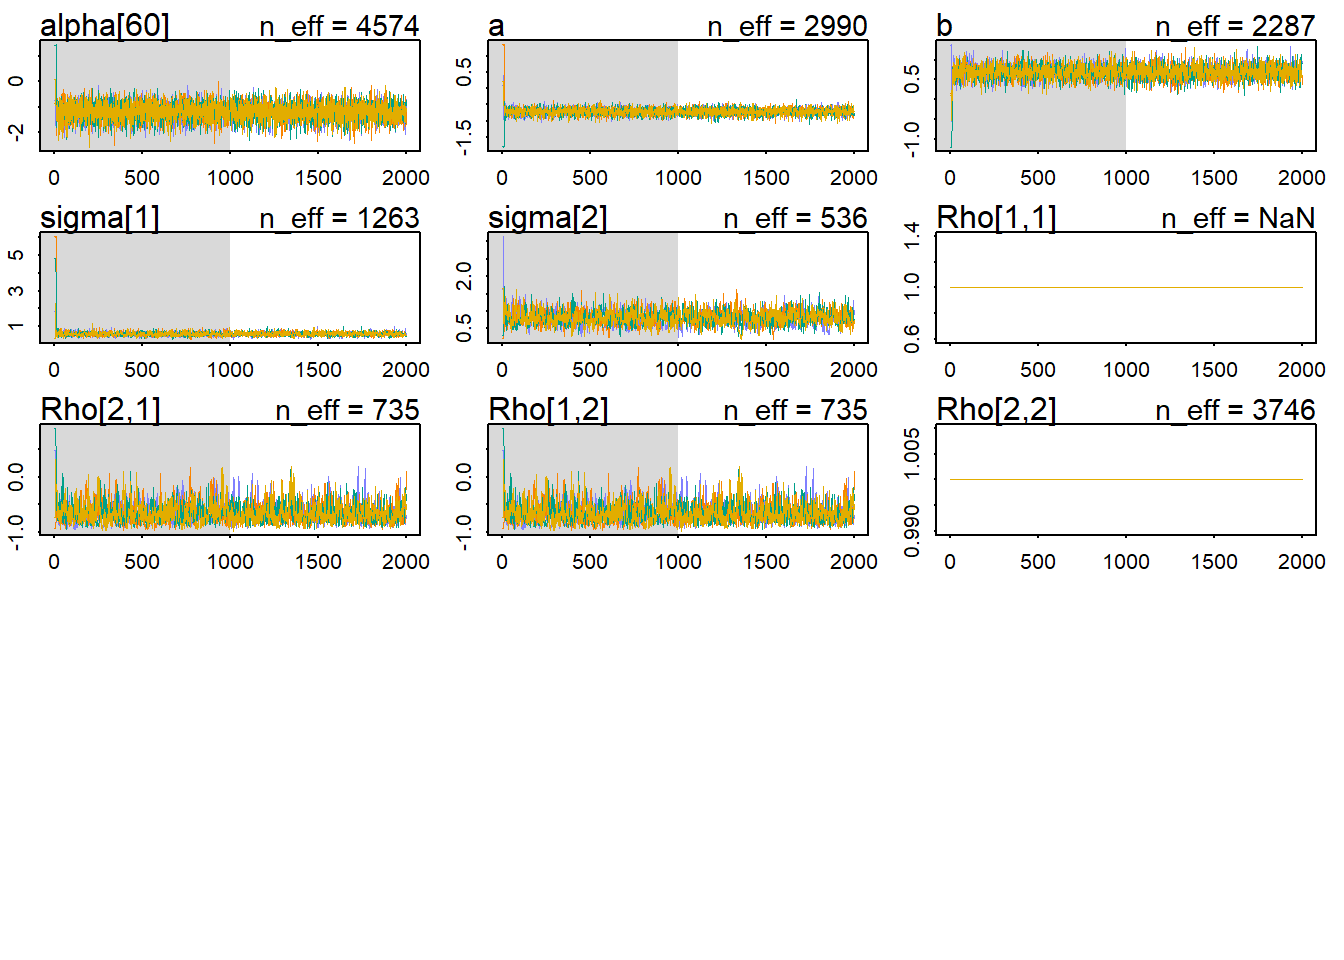 alpha[60] n_eff = 4574
0
-2
0 500 1000 1500 2000
a n_eff = 2990
0.5
-1.5
0 500 1000 1500 2000
b n_eff = 2287
0.5
-1.0
0 500 1000 1500 2000
sigma[1] n_eff = 1263
5
3
1
0 500 1000 1500 2000
sigma[2] n_eff = 536
2.0
0.5
0 500 1000 1500 2000
Rho[1,1] n_eff = NaN
1.4
1.0
0.6
0 500 1000 1500 2000
Rho[2,1] n_eff = 735
0.0
-1.0
0 500 1000 1500 2000
Rho[1,2] n_eff = 735
0.0
-1.0
0 500 1000 1500 2000
Rho[2,2] n_eff = 3746
1.005
0.990
0 500 1000 1500 2000